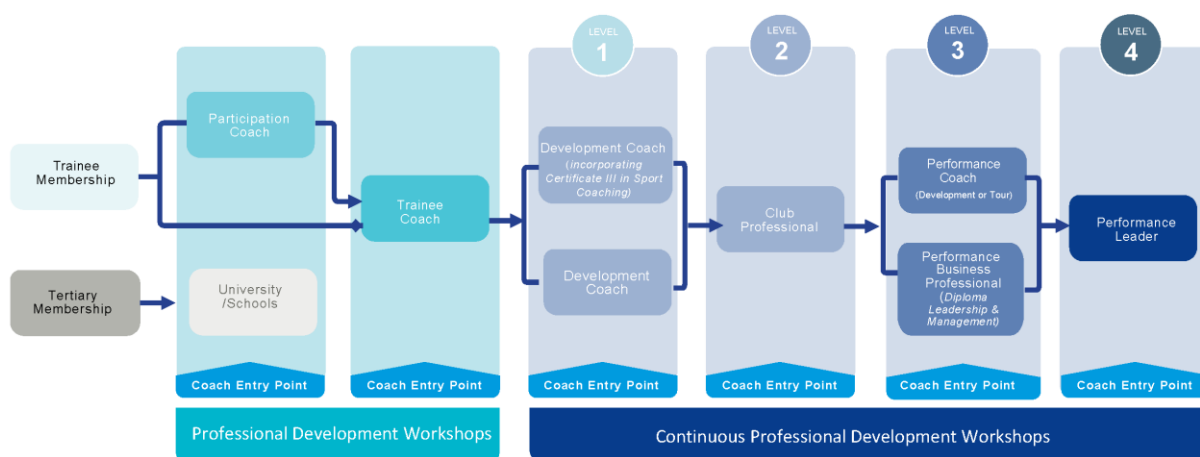 LEVEL
1
LEVEL
2
LEVEL
3
LEVEL
4
Participation
Coach
Trainee
Membership
Trainee
Coach
Development Coach
(incorporating
Certificate III in Sport
Coaching)
Development
Coach
Club
Professional
Performance
Coach
(Development or Tour)
Performance
Business
Professional
(Diploma
Leadership &
Management)
Performance
Leader
Tertiary
Membership
University
/Schools
Coach Entry Point
Coach Entry Point
Coach Entry Point
Coach Entry Point
Coach Entry Point
Coach Entry Point
Professional Development Workshops
Continuous Professional Development Workshops